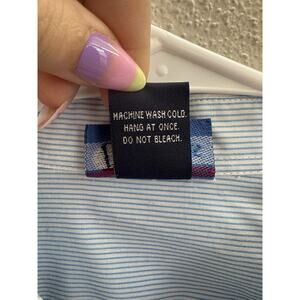 MACHINE WASH COLD.
HANG AT ONCE.
DO NOT BLEACH.